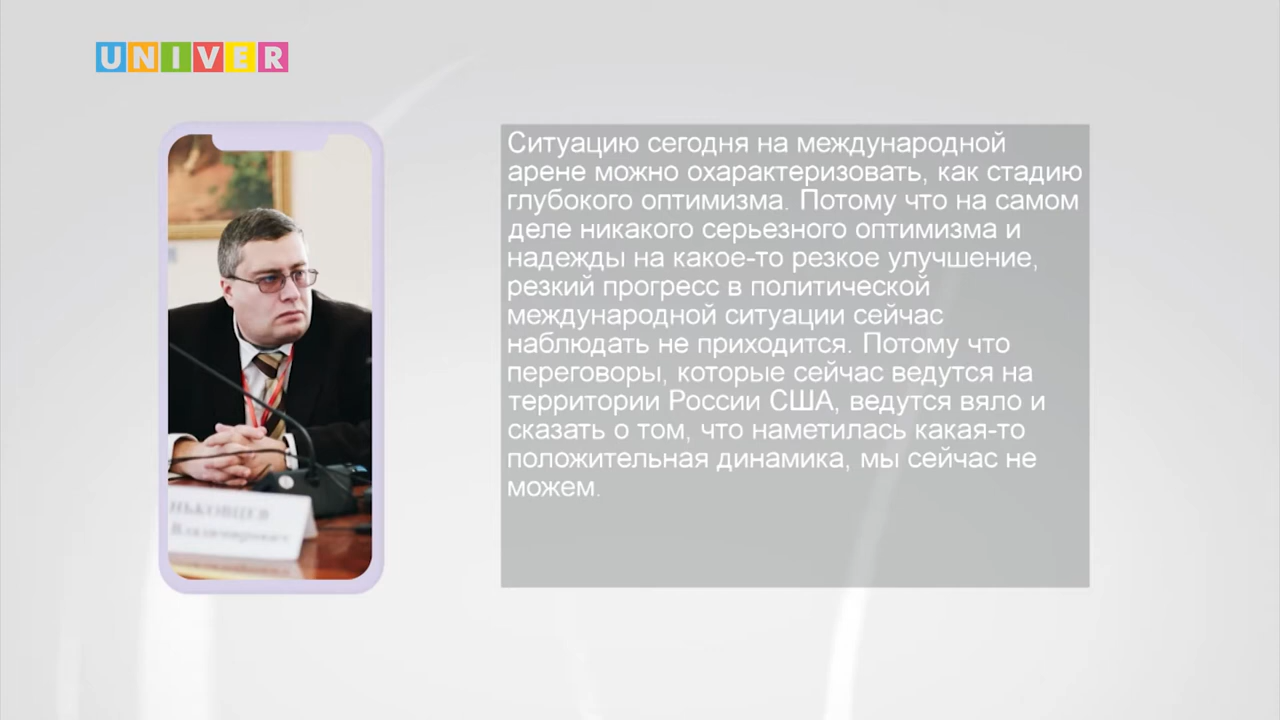 UNIVER
Ситуацию сегодня на международной
арене можно охарактеризовать, как стадию
глубокого оптимизма. Потому что на самом
деле никакого серьезного оптимизма и
надежды на какое-то резкое улучшение,
резкий прогресс в политической
международной ситуации сейчас
наблюдать не приходится. Потому что
переговоры, которые сейчас ведутся на
территории России США, ведутся вяло и
сказать о том, что наметилась какая-то
положительная динамика, мы сейчас не
можем.
Владимирович